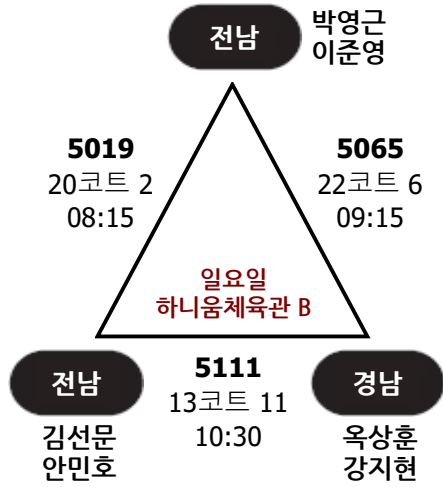 전남
박영근
이준영
5019
20코트 2
08:15
5065
22코트 6
09:15
일요일
하니움체육관 B
전남
김선문
안민호
5111
13코트 11
10:30
경남
옥상훈
강지현